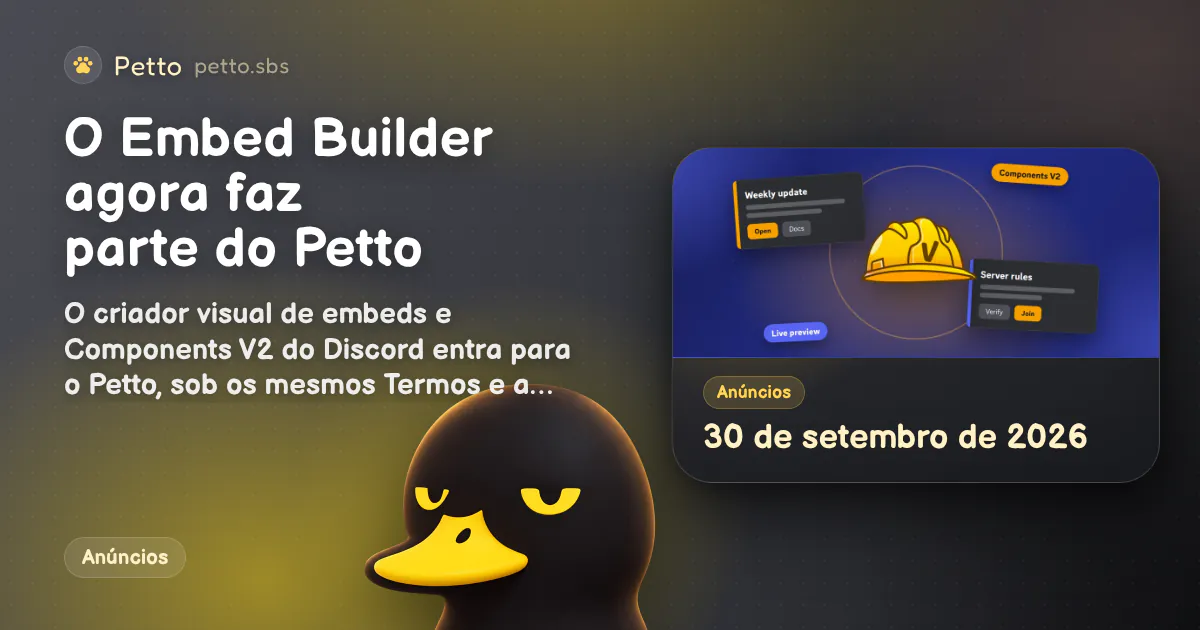 Petto petto.sbs
O Embed Builder
agora faz
parte do Petto
O criador visual de embeds e
Components V2 do Discord entra para
o Petto, sob os mesmos Termos e a...
Anúncios
Components V2
Weekly update
Open Docs
V
Server rules
Verify Join
Live preview
Anúncios
30 de setembro de 2026